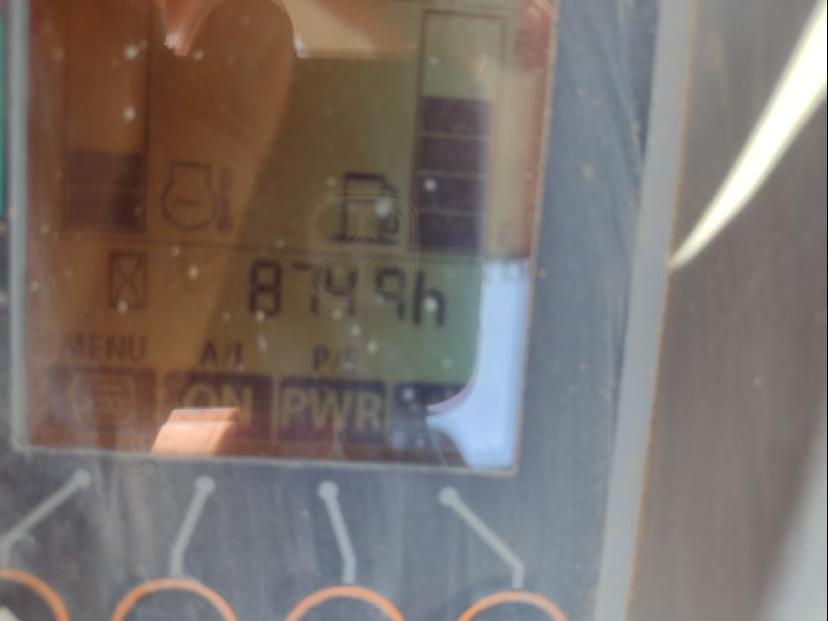 8749h
MENU A/I P/E
ON PWR